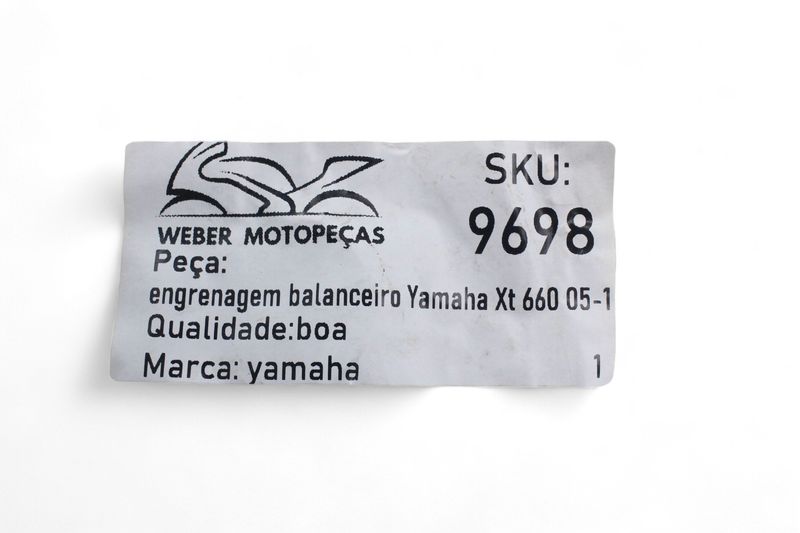 WEBER MOTOPEÇAS
SKU:
9698
Peça:
engrenagem balanceiro Yamaha Xt 660 05-1
Qualidade:boa
Marca: yamaha
1